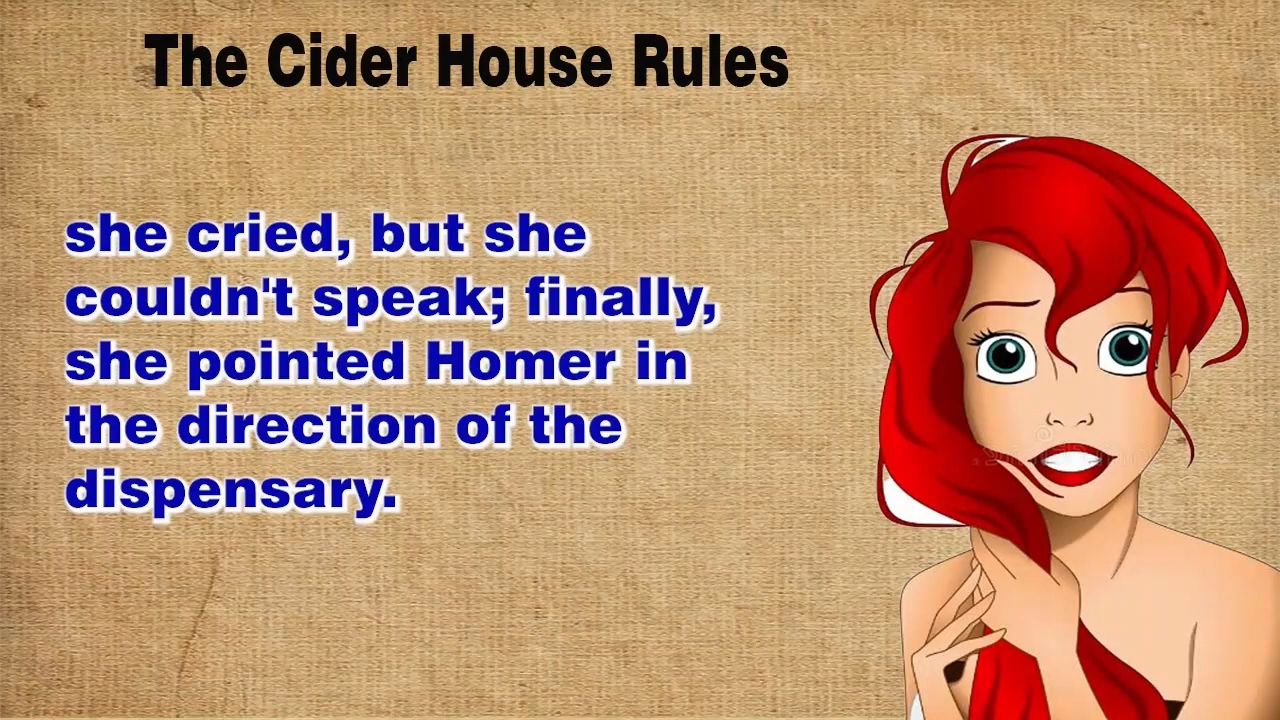 The Cider House Rules
she cried, but she
couldn't speak; finally,
she pointed Homer in
the direction of the
dispensary.